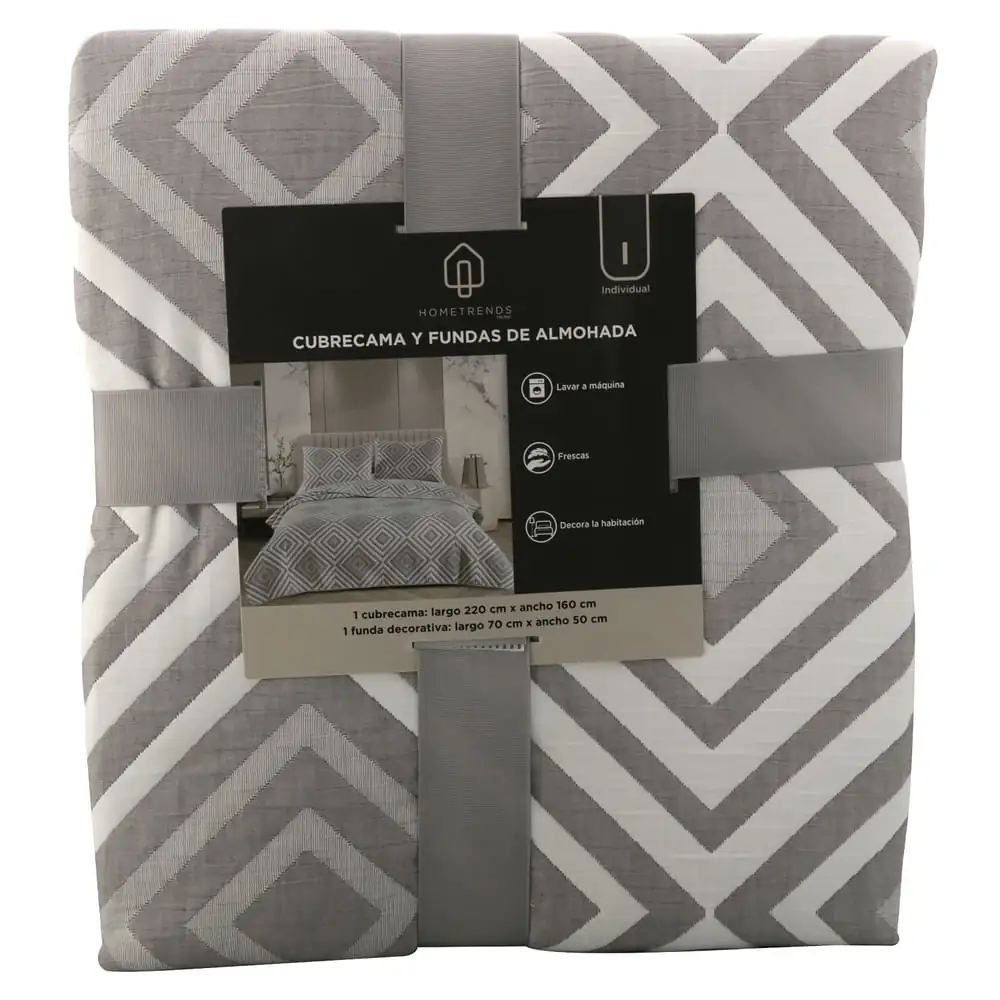 I
Individual
HOMETRENDS
CUBRECAMA Y FUNDAS DE ALMOHADA
Lavar a máquina
Frescas
Decora la habitación
1 cubrecama: largo 220 cm x ancho 160 cm
1 funda decorativa: largo 70 cm x ancho 50 cm